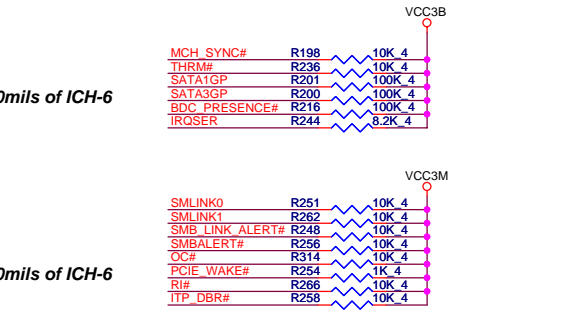 VCC3B
MCH_SYNC# R198 10K_4
THRM# R236 10K_4
SATA1GP R201 100K_4
SATA3GP R200 100K_4
BDC_PRESENCE# R216 100K_4
IRQSER R244 8.2K_4
0mils of ICH-6
VCC3M
SMLINK0 R251 10K_4
SMLINK1 R262 10K_4
SMB_LINK_ALERT# R248 10K_4
SMBALERT# R256 10K_4
OC# R314 10K_4
PCIE_WAKE# R254 1K_4
RI# R266 10K_4
ITP_DBR# R258 10K_4
0mils of ICH-6